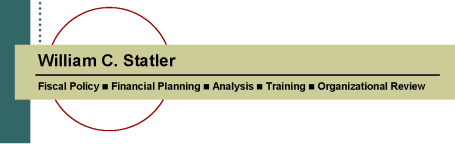 William C. Statler
Fiscal Policy ■ Financial Planning ■ Analysis ■ Training ■ Organizational Review